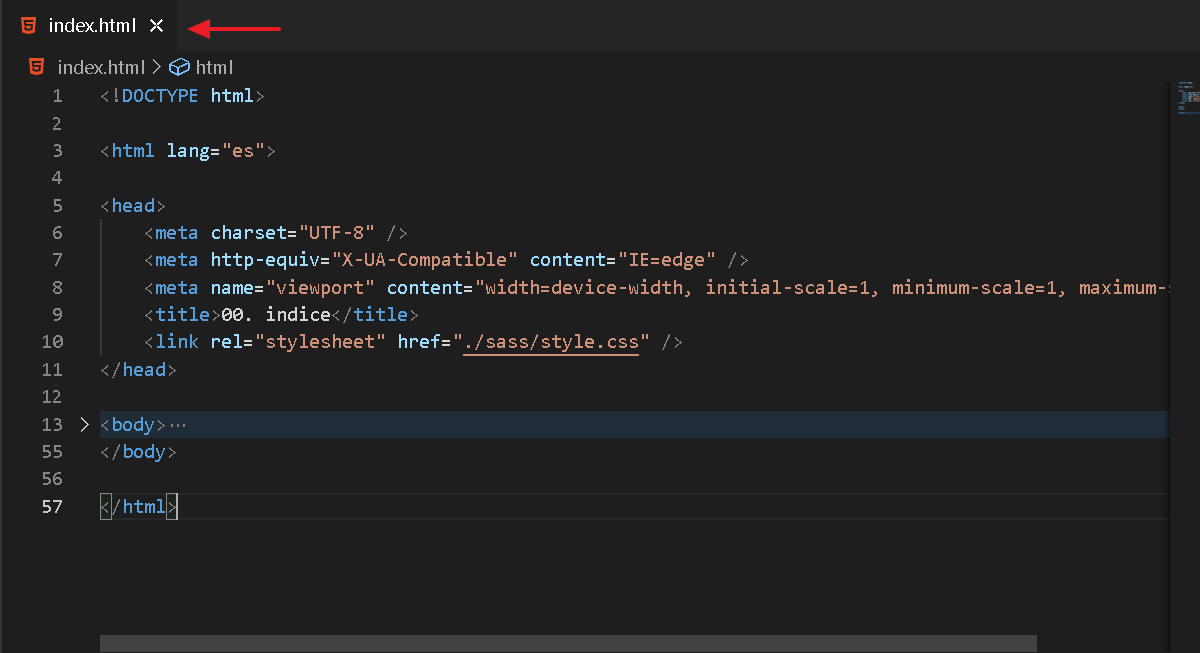 index.html
index.html > html
1 <!DOCTYPE html>
2
3 <html lang="es">
4
5 <head>
6 <meta charset="UTF-8" />
7 <meta http-equiv="X-UA-Compatible" content="IE=edge" />
8 <meta name="viewport" content="width=device-width, initial-scale=1, minimum-scale=1, maximum-
9 <title>00. indice</title>
10 <link rel="stylesheet" href="./sass/style.css" />
11 </head>
12
13 <body>…
55 </body>
56
57 </html>